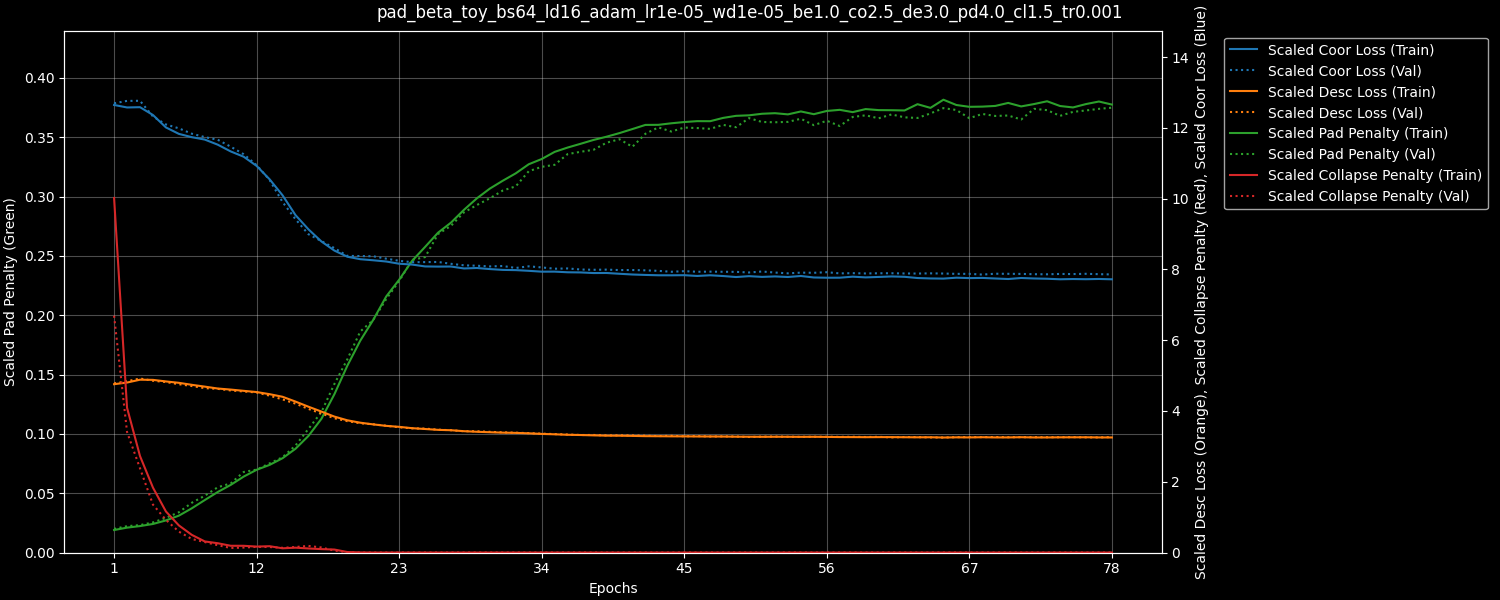 pad_beta_toy_bs64_ld16_adam_lr1e-05_wd1e-05_be1.0_co2.5_de3.0_pd4.0_cl1.5_tr0.001
Scaled Pad Penalty (Green)
0.40
0.35
0.30
0.25
0.20
0.15
0.10
0.05
0.00
1 12 23 34 45 56 67 78
Epochs
14
12
10
8
6
4
2
0
Scaled Desc Loss (Orange), Scaled Collapse Penalty (Red), Scaled Coor Loss (Blue)
Scaled Coor Loss (Train)
Scaled Coor Loss (Val)
Scaled Desc Loss (Train)
Scaled Desc Loss (Val)
Scaled Pad Penalty (Train)
Scaled Pad Penalty (Val)
Scaled Collapse Penalty (Train)
Scaled Collapse Penalty (Val)